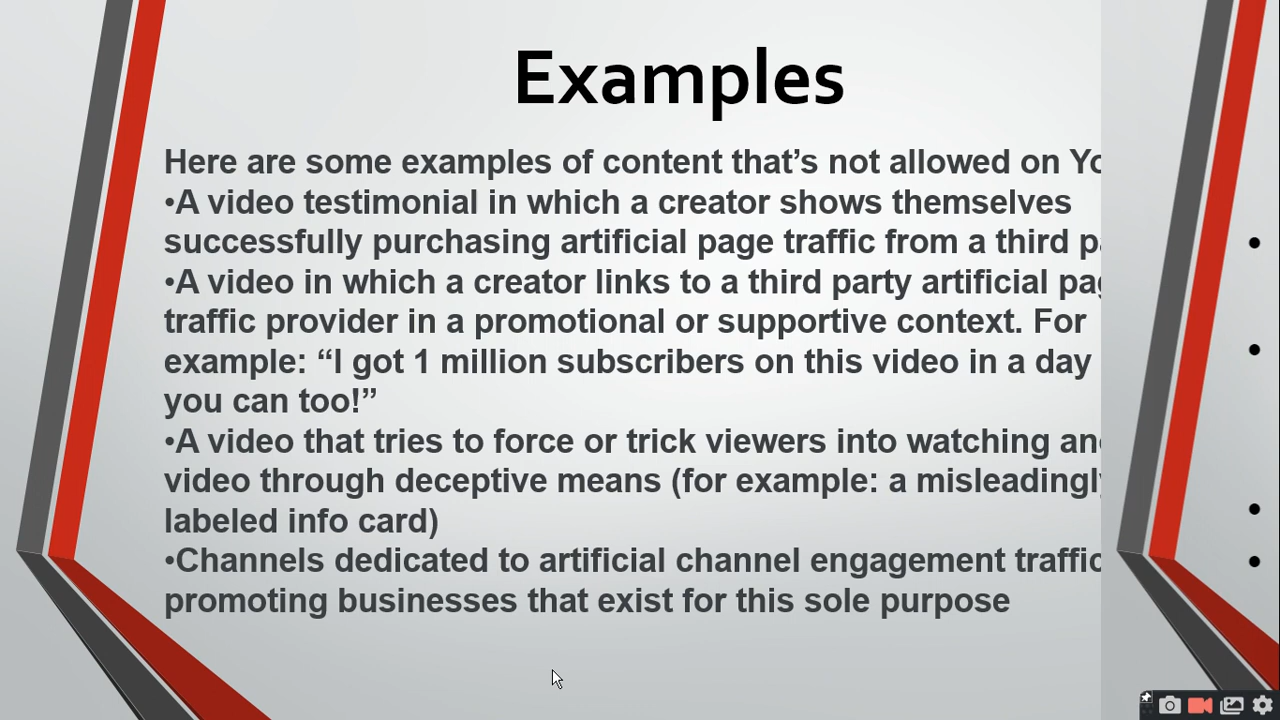 Examples
Here are some examples of content that’s not allowed on
•A video testimonial in which a creator shows themselves
successfully purchasing artificial page traffic from a third
•A video in which a creator links to a third party artificial
traffic provider in a promotional or supportive context. For
example: “I got 1 million subscribers on this video in a day
you can too!”
•A video that tries to force or trick viewers into watching
video through deceptive means (for example: a misleadingly
labeled info card)
•Channels dedicated to artificial channel engagement traffic
promoting businesses that exist for this sole purpose